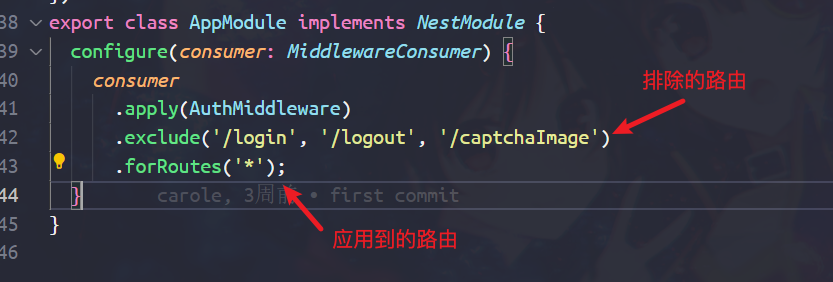 38 export class AppModule implements NestModule {
39 configure(consumer: MiddlewareConsumer) {
40 consumer
排除的路由
41 .apply(AuthMiddleware)
42 .exclude('/login', '/logout', '/captchaImage')
43 .forRoutes('*');
44 } carole, 3周前 • first commit
应用到的路由
45 }
46